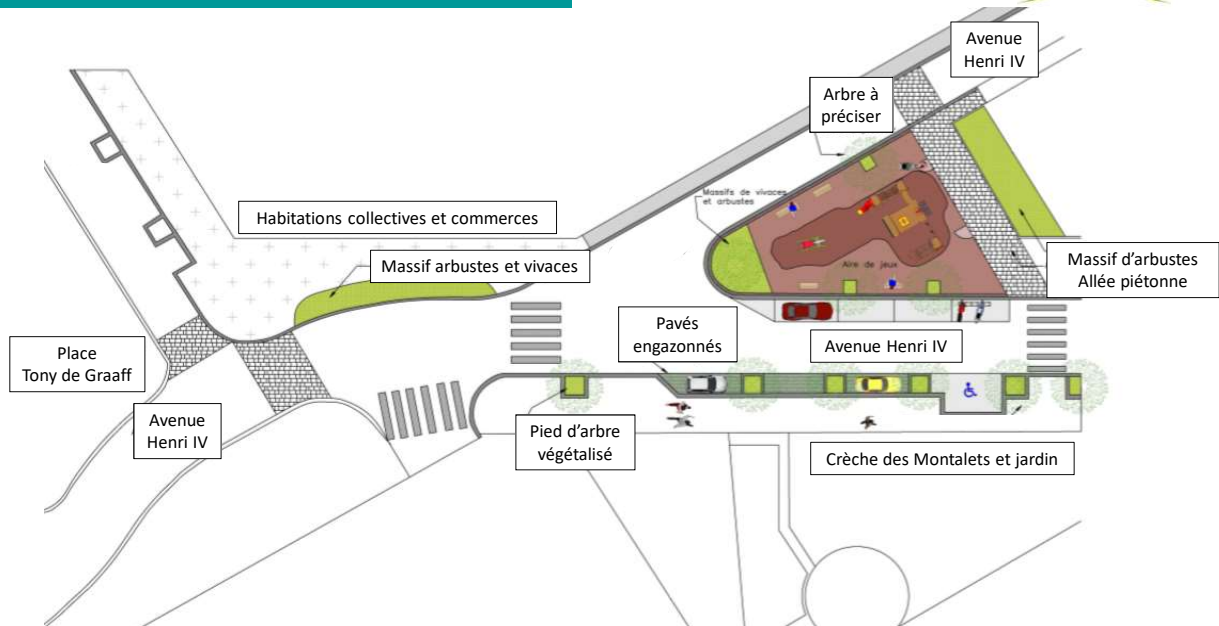 Avenue
Henri IV
Arbre à
préciser
Massifs de vivaces
et arbustes
Habitations collectives et commerces
Massif arbustes et vivaces
Aire de jeux
Massif d'arbustes
Allée piétonne
Pavés
engazonnés
Avenue Henri IV
Place
Tony de Graaff
Avenue
Henri IV
Pied d'arbre
végétalisé
Crèche des Montalets et jardin